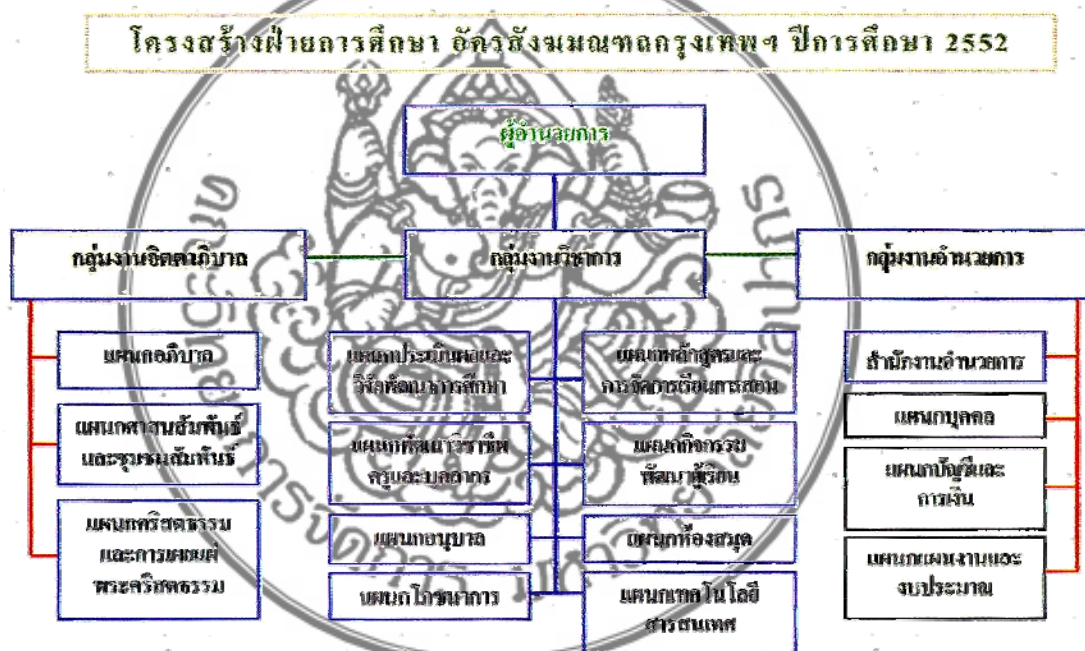 โครงสร้างฝ่ายการศึกษา อัครสังฆมณฑลกรุงเทพฯ ปีการศึกษา 2552
ผู้อำนวยการ
กลุ่มงานจิตตาภิบาล
กลุ่มงานวิชาการ
กลุ่มงานอำนวยการ
แผนกอภิบาล
แผนกศาสนสัมพันธ์
และชุมชนสัมพันธ์
แผนกคริสตธรรม
และการเผยแผ่
พระคริสตธรรม
แผนกประเมินผลและ
วิจัยพัฒนาการศึกษา
แผนกพัฒนาวิชาชีพ
ครูและบุคลากร
แผนกอนุบาล
แผนกโภชนาการ
แผนกหลักสูตรและ
การจัดการเรียนการสอน
แผนกกิจกรรม
พัฒนาผู้เรียน
แผนกห้องสมุด
แผนกเทคโนโลยี
สารสนเทศ
สำนักงานอำนวยการ
แผนกบุคคล
แผนกบัญชีและ
การเงิน
แผนกแผนงานและ
งบประมาณ